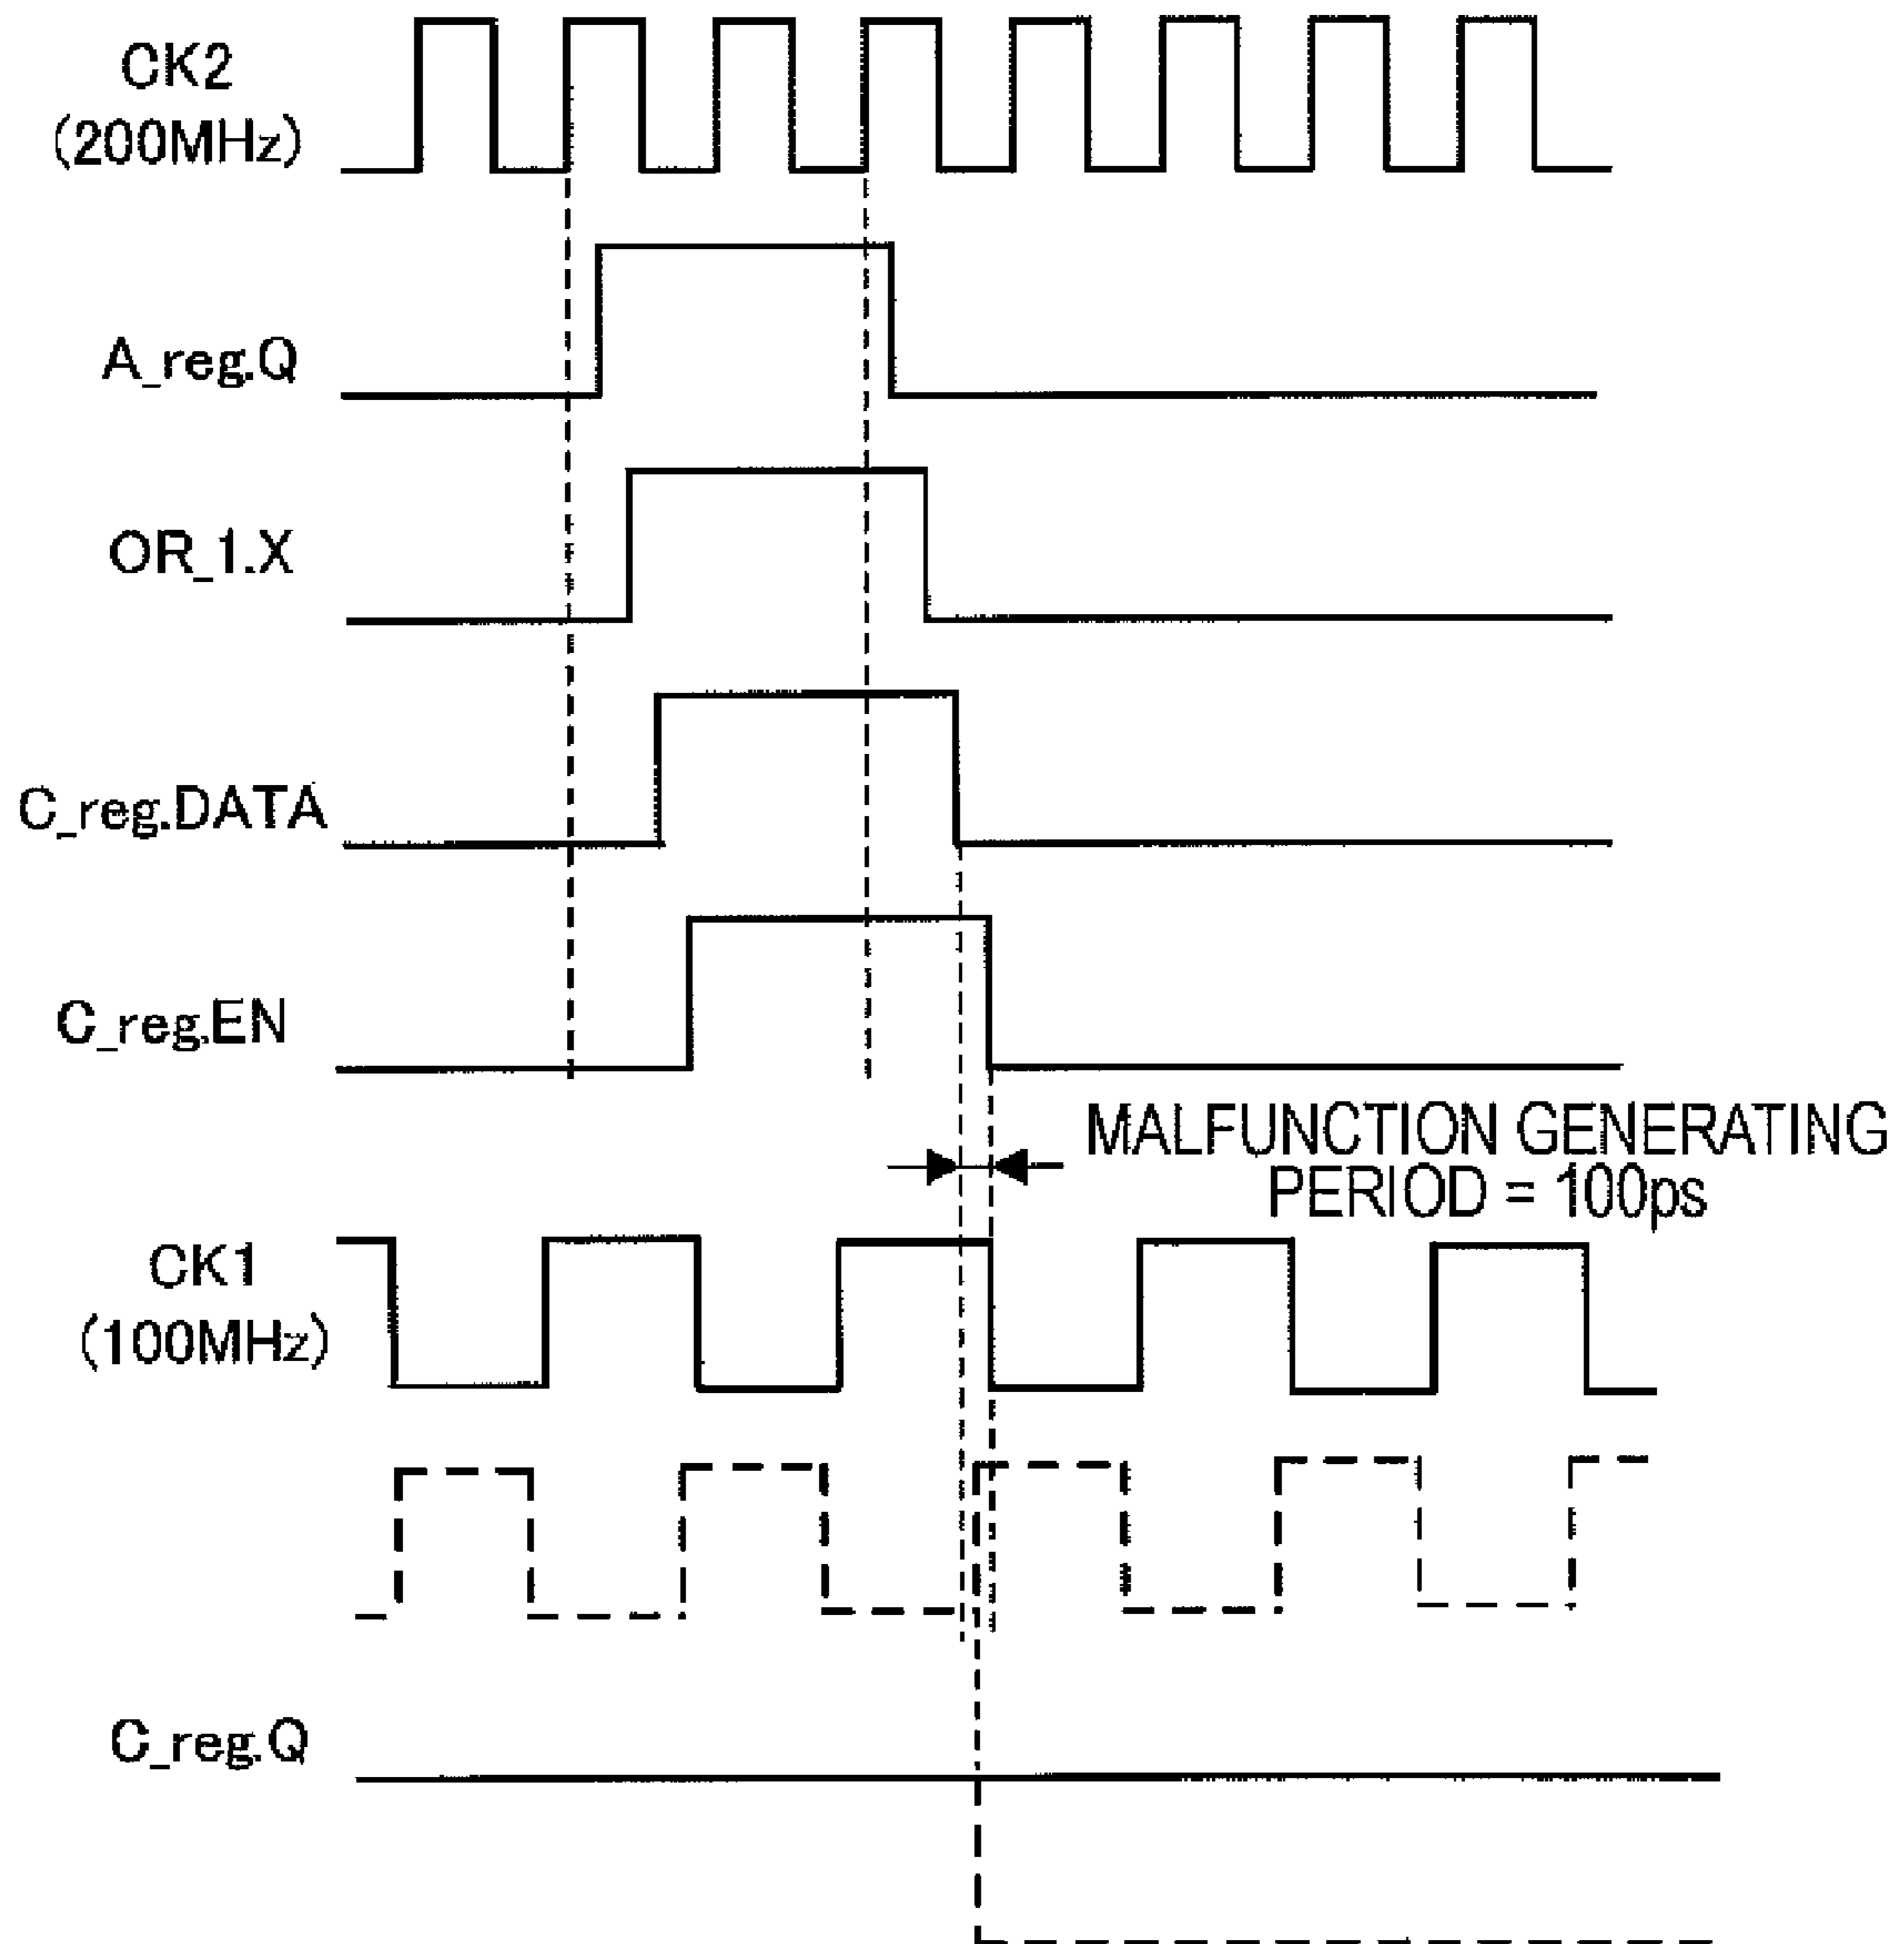 CK2
(200MHz)
A_reg.Q
OR_1.X
C_reg.DATA
C_reg.EN
MALFUNCTION GENERATING
PERIOD = 100ps
CK1
(100MHz)
C_reg.Q